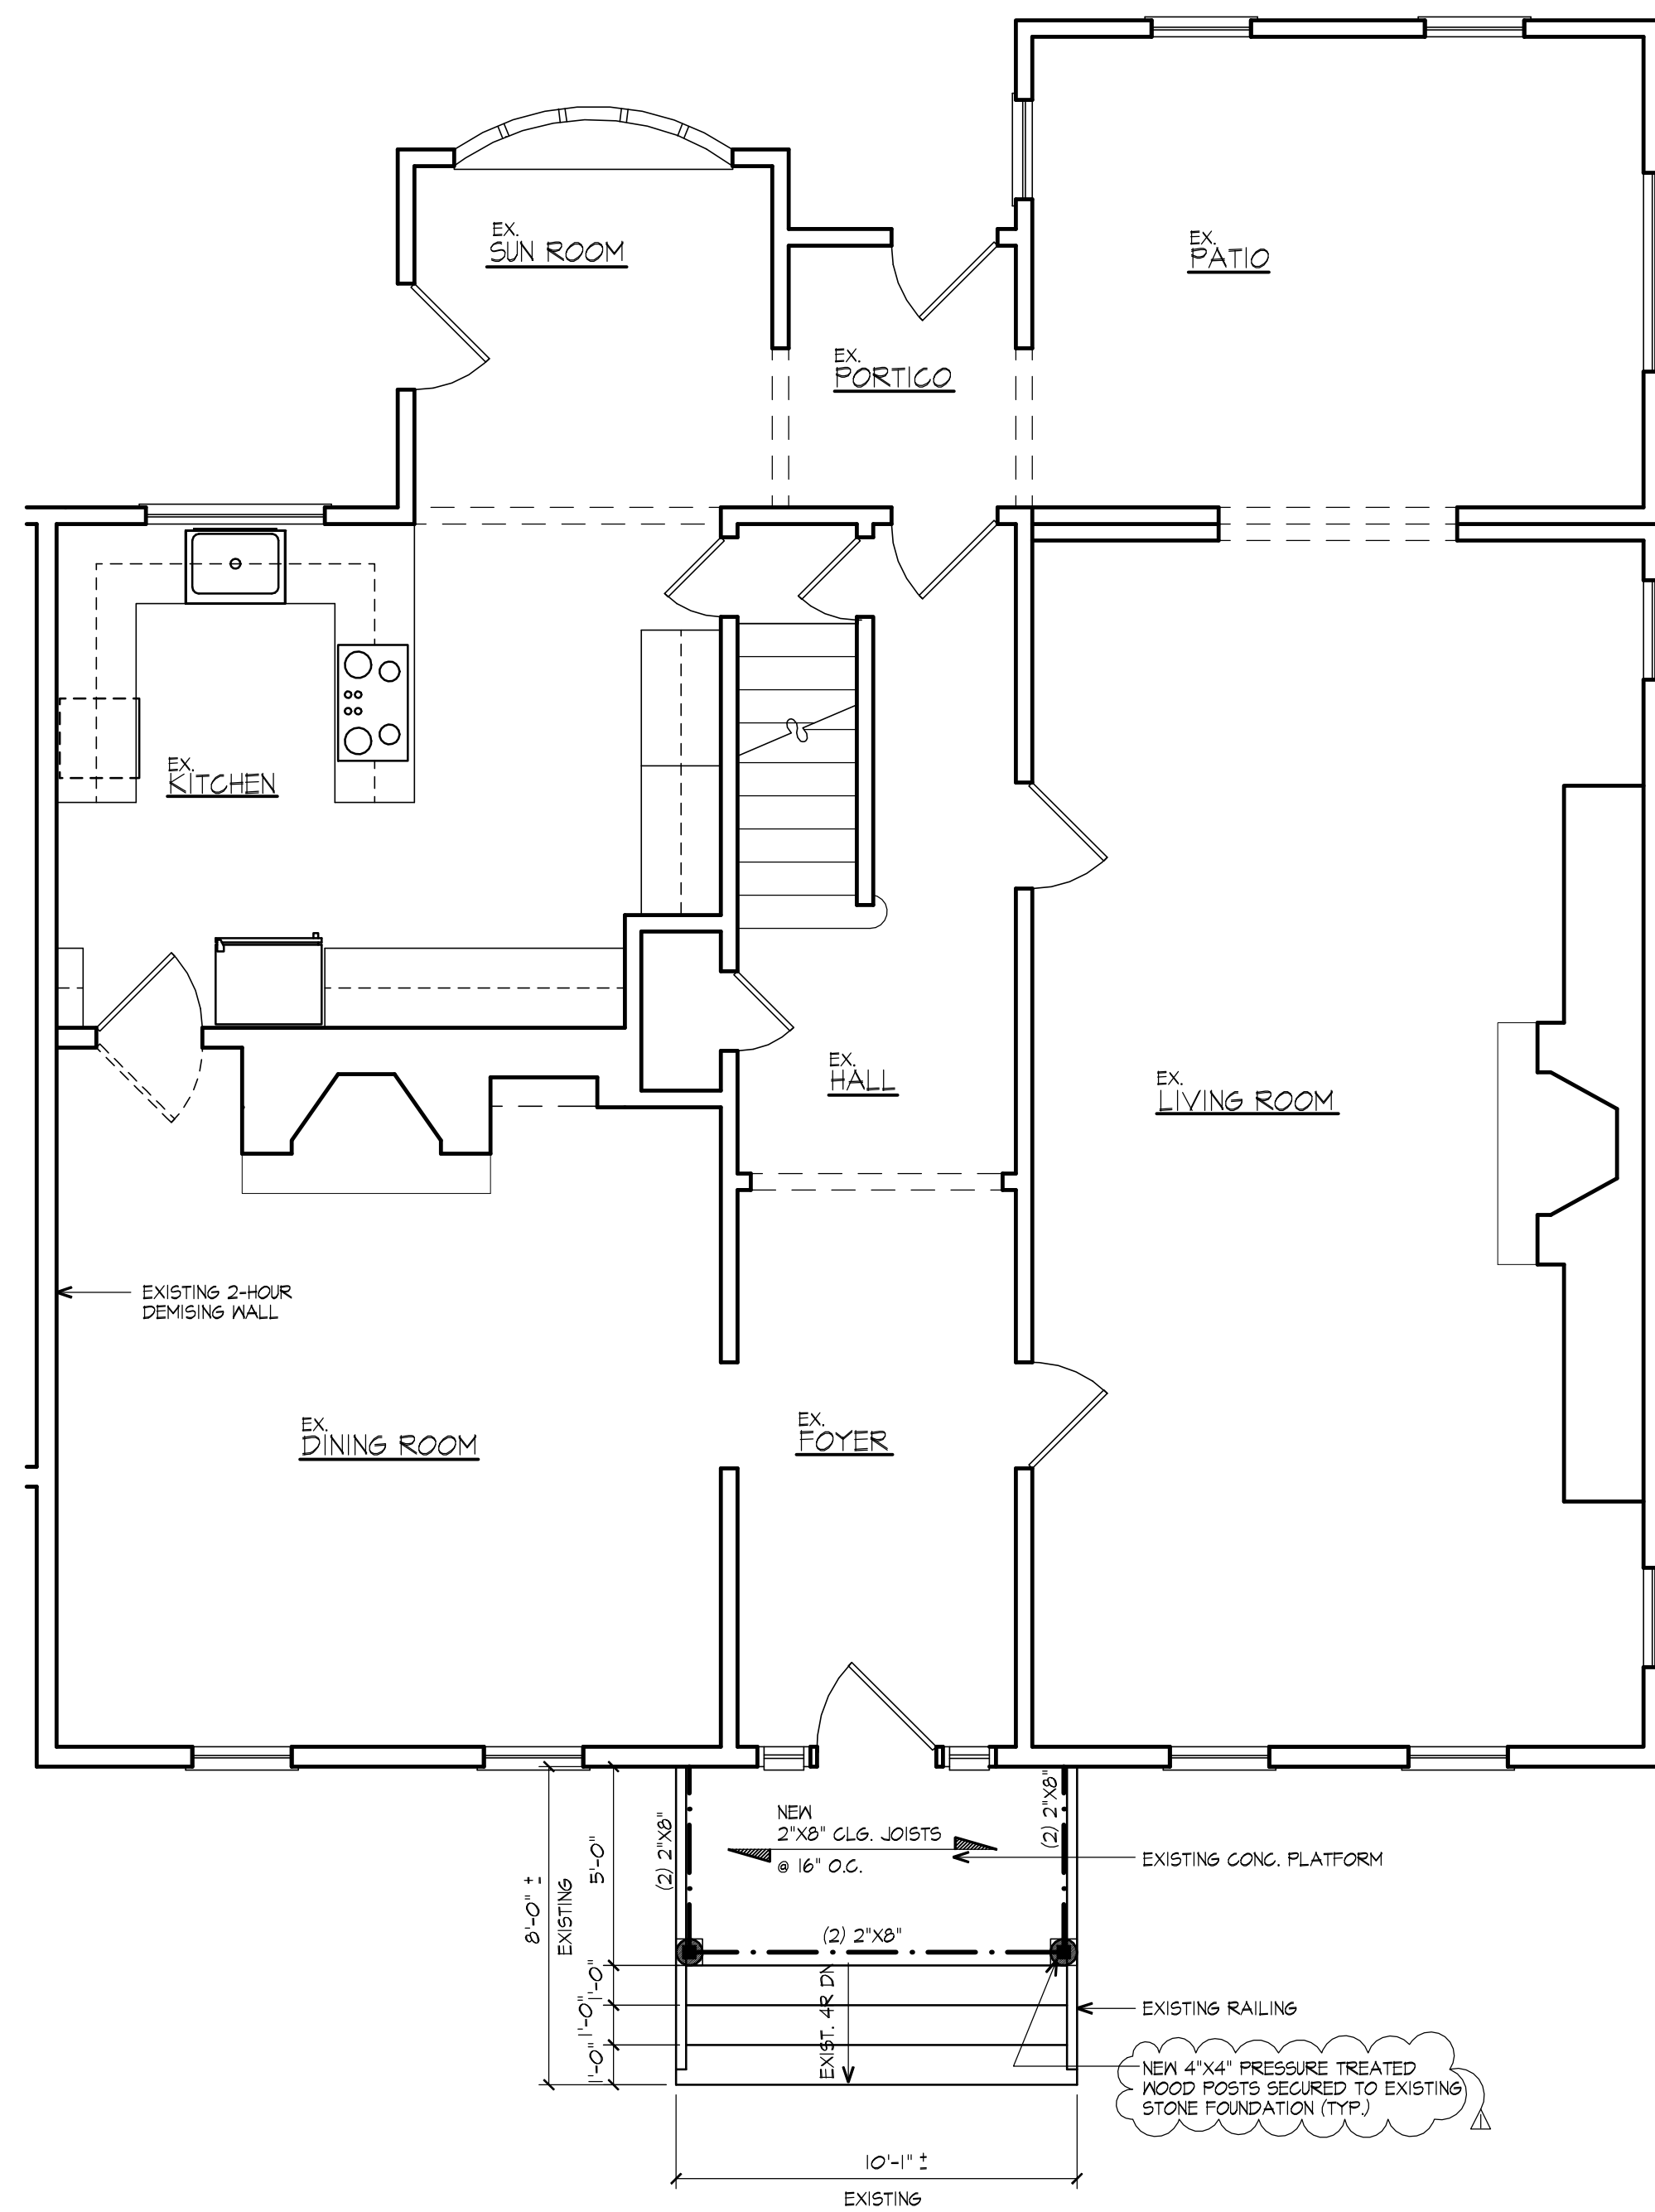 EX.
SUN ROOM
EX.
PATIO
EX.
PORTICO
EX.
KITCHEN
EX.
HALL
EX.
LIVING ROOM
EXISTING 2-HOUR
DEMISING WALL
EX.
DINING ROOM
EX.
FOYER
NEW
2"X8" CLG. JOISTS
@ 16" O.C.
(2) 2"X8"
(2) 2"X8"
(2) 2"X8"
EXISTING CONC. PLATFORM
8'-0" ±
EXISTING
5'-0"
1'-0"
1'-0"
1'-0"
EXIST. 4R DN
EXISTING RAILING
NEW 4"X4" PRESSURE TREATED
WOOD POSTS SECURED TO EXISTING
STONE FOUNDATION (TYP.)
1
10'-1" ±
EXISTING